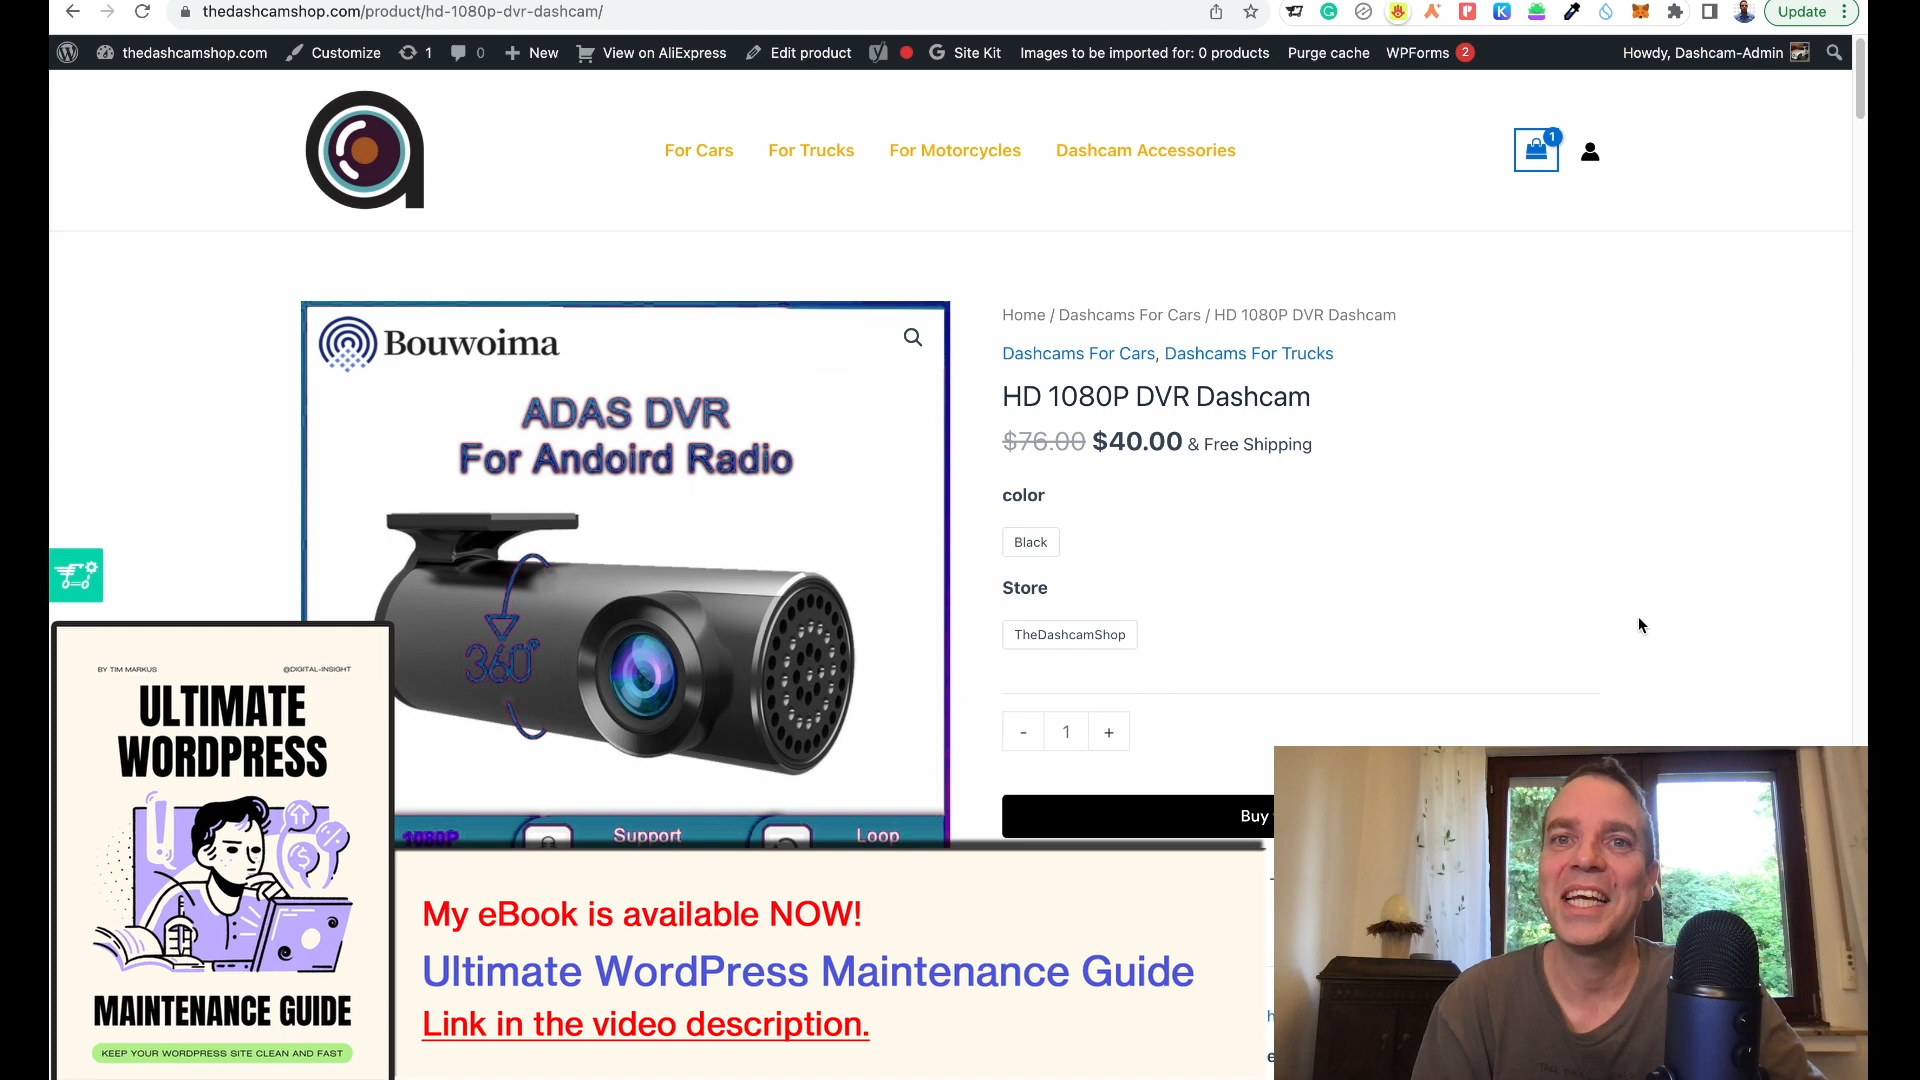 thedashcamshop.com/product/hd-1080p-dvr-dashcam/
Update
thedashcamshop.com
Customize
1
0
New
View on AliExpress
Edit product
Site Kit
Images to be imported for: 0 products
Purge cache
WPForms 2
Howdy, Dashcam-Admin
For Cars
For Trucks
For Motorcycles
Dashcam Accessories
1
Bouwoima
ADAS DVR
For Andoird Radio
360°
1080P
Support
Loop
Home / Dashcams For Cars / HD 1080P DVR Dashcam
Dashcams For Cars, Dashcams For Trucks
HD 1080P DVR Dashcam
$76.00 $40.00 & Free Shipping
color
Black
Store
TheDashcamShop
- 1 +
Buy
BY TIM MARKUS
@DIGITAL-INSIGHT
ULTIMATE
WORDPRESS
MAINTENANCE GUIDE
KEEP YOUR WORDPRESS SITE CLEAN AND FAST
My eBook is available NOW!
Ultimate WordPress Maintenance Guide
Link in the video description.